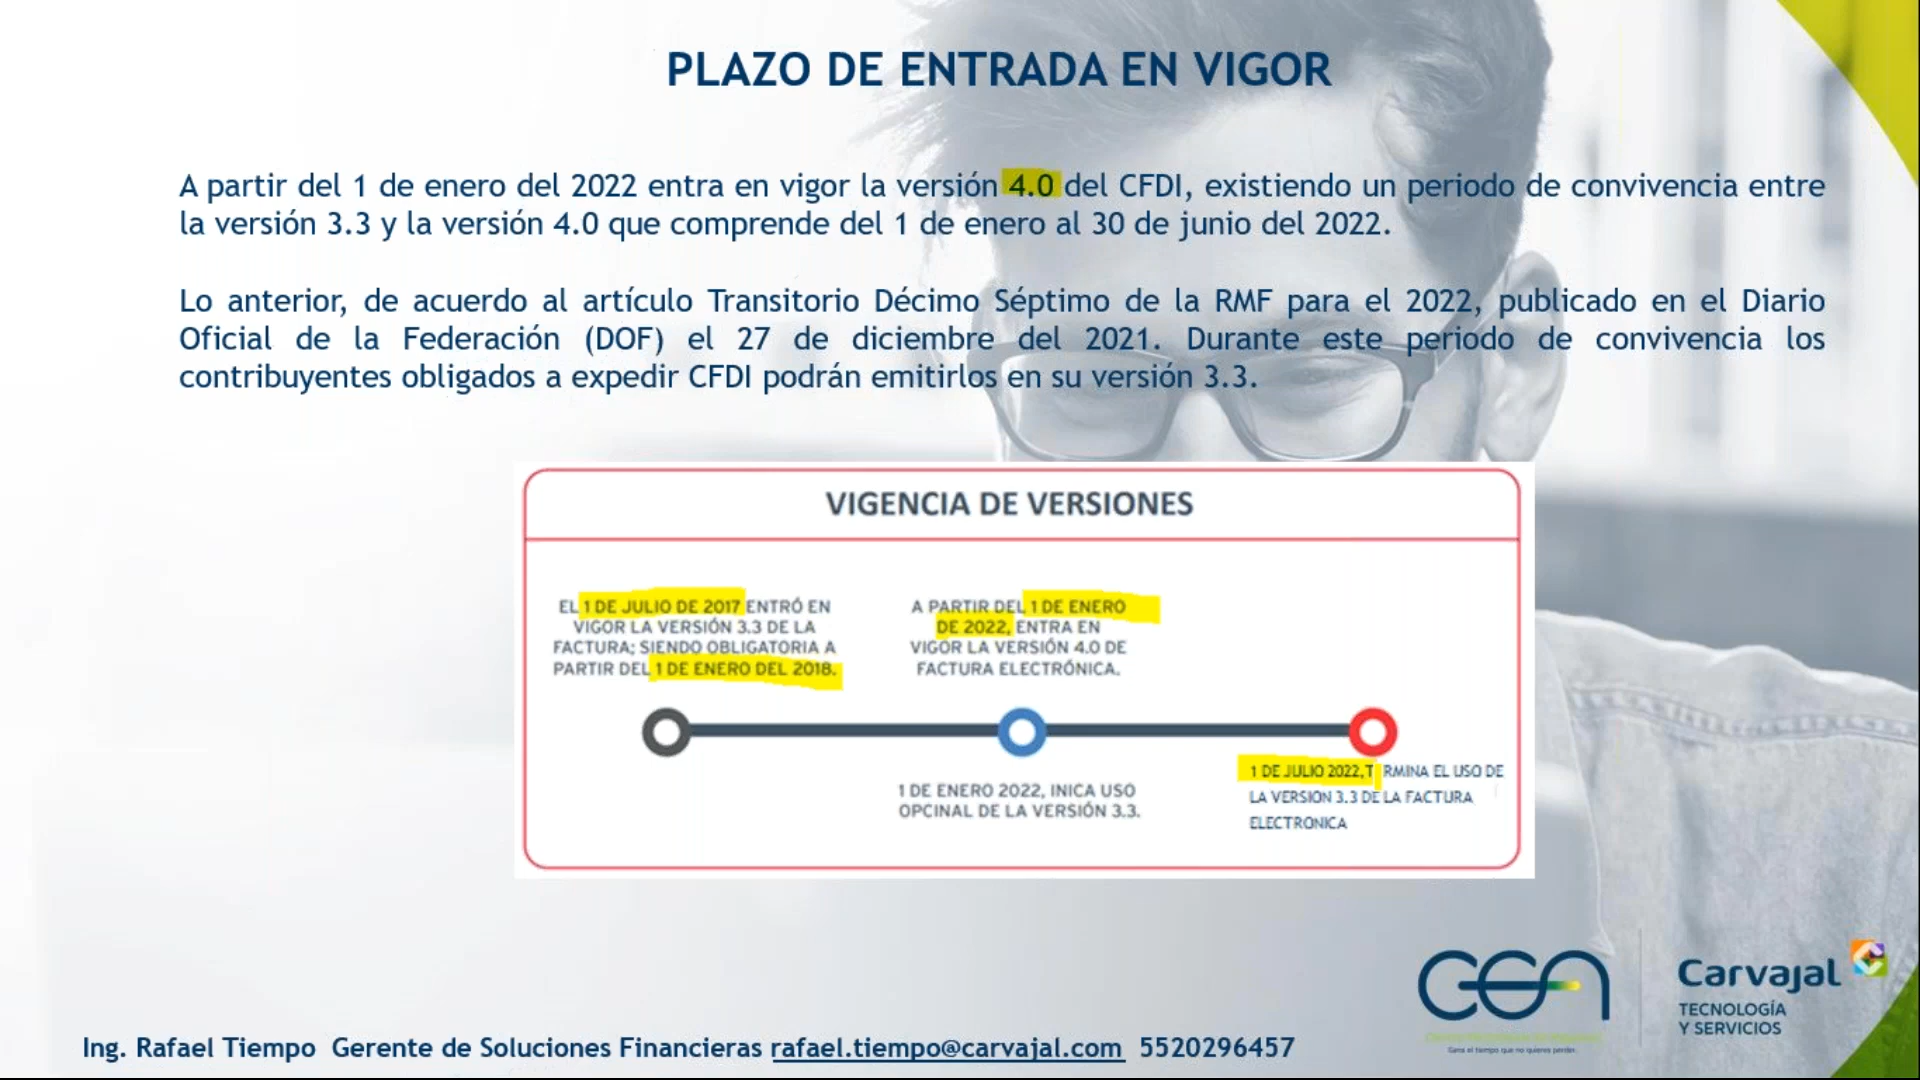 PLAZO DE ENTRADA EN VIGOR
A partir del 1 de enero del 2022 entra en vigor la versión 4.0 del CFDI, existiendo un periodo de convivencia entre
la versión 3.3 y la versión 4.0 que comprende del 1 de enero al 30 de junio del 2022.
Lo anterior, de acuerdo al artículo Transitorio Décimo Séptimo de la RMF para el 2022, publicado en el Diario
Oficial de la Federación (DOF) el 27 de diciembre del 2021. Durante este periodo de convivencia los
contribuyentes obligados a expedir CFDI podrán emitirlos en su versión 3.3.
VIGENCIA DE VERSIONES
EL 1 DE JULIO DE 2017 ENTRÓ EN
VIGOR LA VERSIÓN 3.3 DE LA
FACTURA; SIENDO OBLIGATORIA A
PARTIR DEL 1 DE ENERO DEL 2018.
A PARTIR DEL 1 DE ENERO
DE 2022, ENTRA EN
VIGOR LA VERSIÓN 4.0 DE
FACTURA ELECTRÓNICA.
1 DE ENERO 2022, INICA USO
OPCINAL DE LA VERSIÓN 3.3.
1 DE JULIO 2022,T RMINA EL USO DE
LA VERSION 3.3 DE LA FACTURA
ELECTRONICA
cen
Gana el tiempo que no quieres perder.
Carvajal
TECNOLOGÍA
Y SERVICIOS
Ing. Rafael Tiempo Gerente de Soluciones Financieras rafael.tiempo@carvajal.com 5520296457